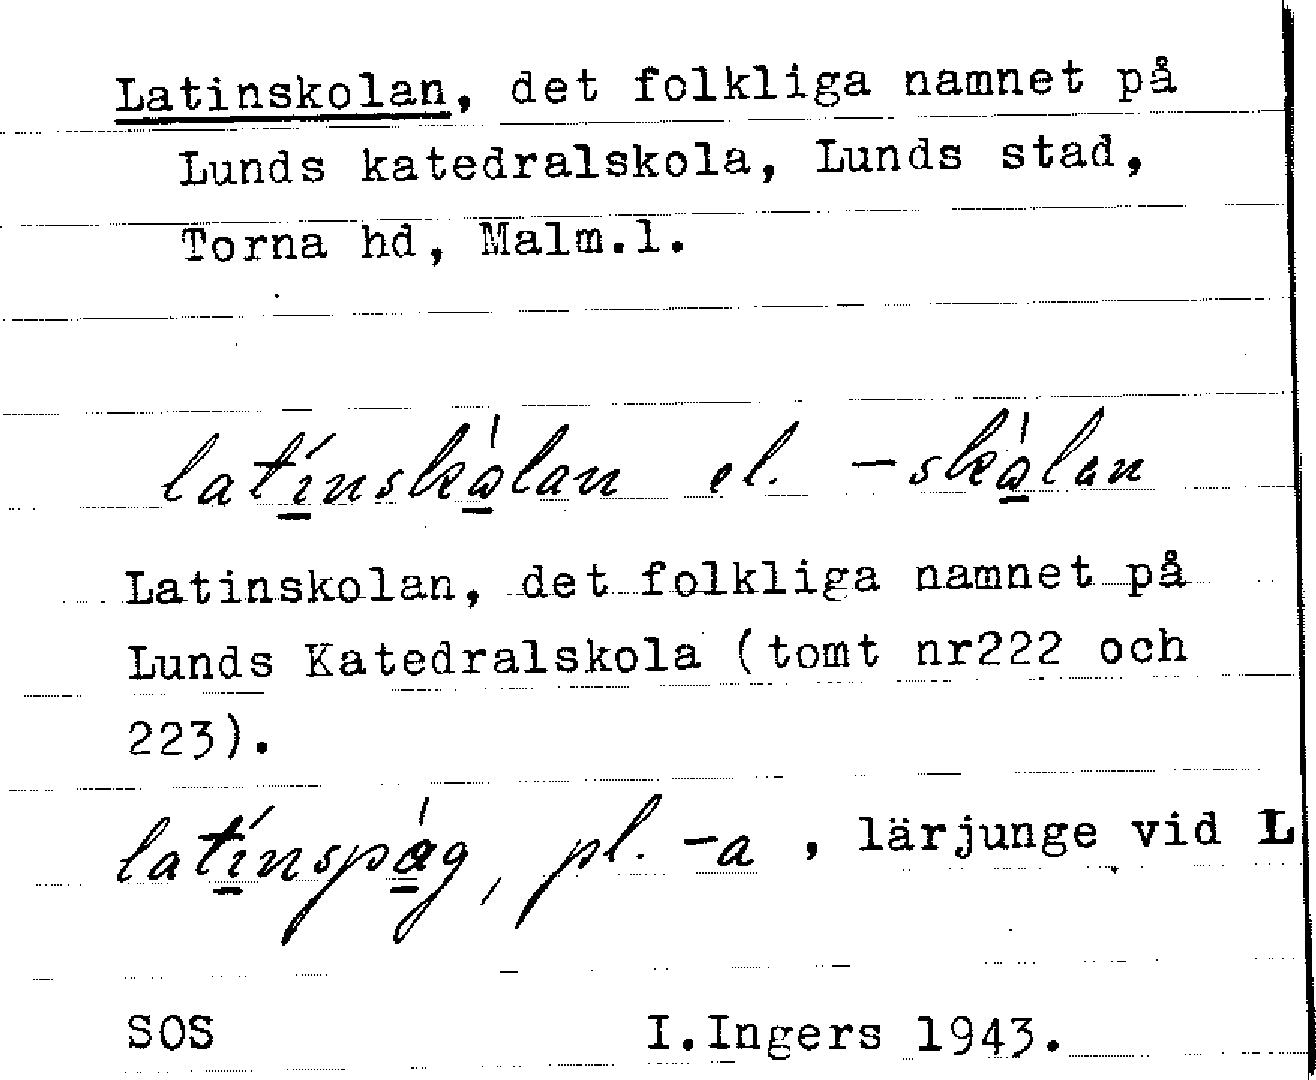 Latinskolan, det folkliga namnet på
Lunds katedralskola, Lunds stad,
Torna hd, Malm.l.
latínskålan el. -skålan
Latinskolan, det folkliga namnet på
Lunds Katedralskola (tomt nr222 och
223).
latínspåg, pl. -a , lärjunge vid L
SOS I.Ingers 1943.